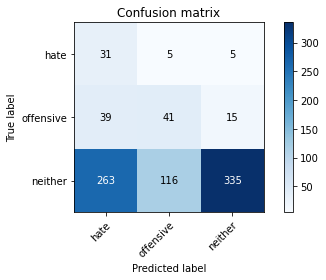 Confusion matrix
hate 31 5 5
offensive 39 41 15
neither 263 116 335
hate offensive neither
True label
Predicted label
300
250
200
150
100
50